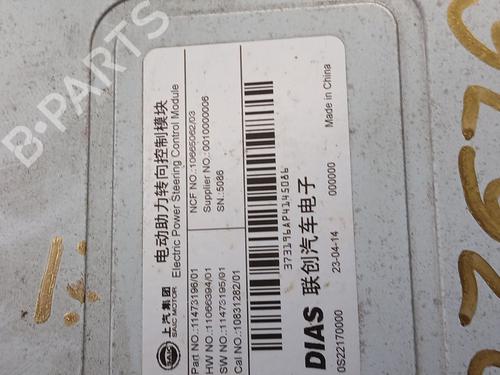 B-PARTS
上汽集团
SAIC MOTOR
电动助力转向控制模块
Electric Power Steering Control Module
Part NO.:11473196/01
HW NO.:11066394/01
SW NO.:11473195/01
Cal NO.:10831282/01
NCF NO.:10665062/03
Supplier NO.:0010000006
SN.:5086
373196AP4145086
DIAS 联创汽车电子
0S22170000
23-04-14
000000
Made in China